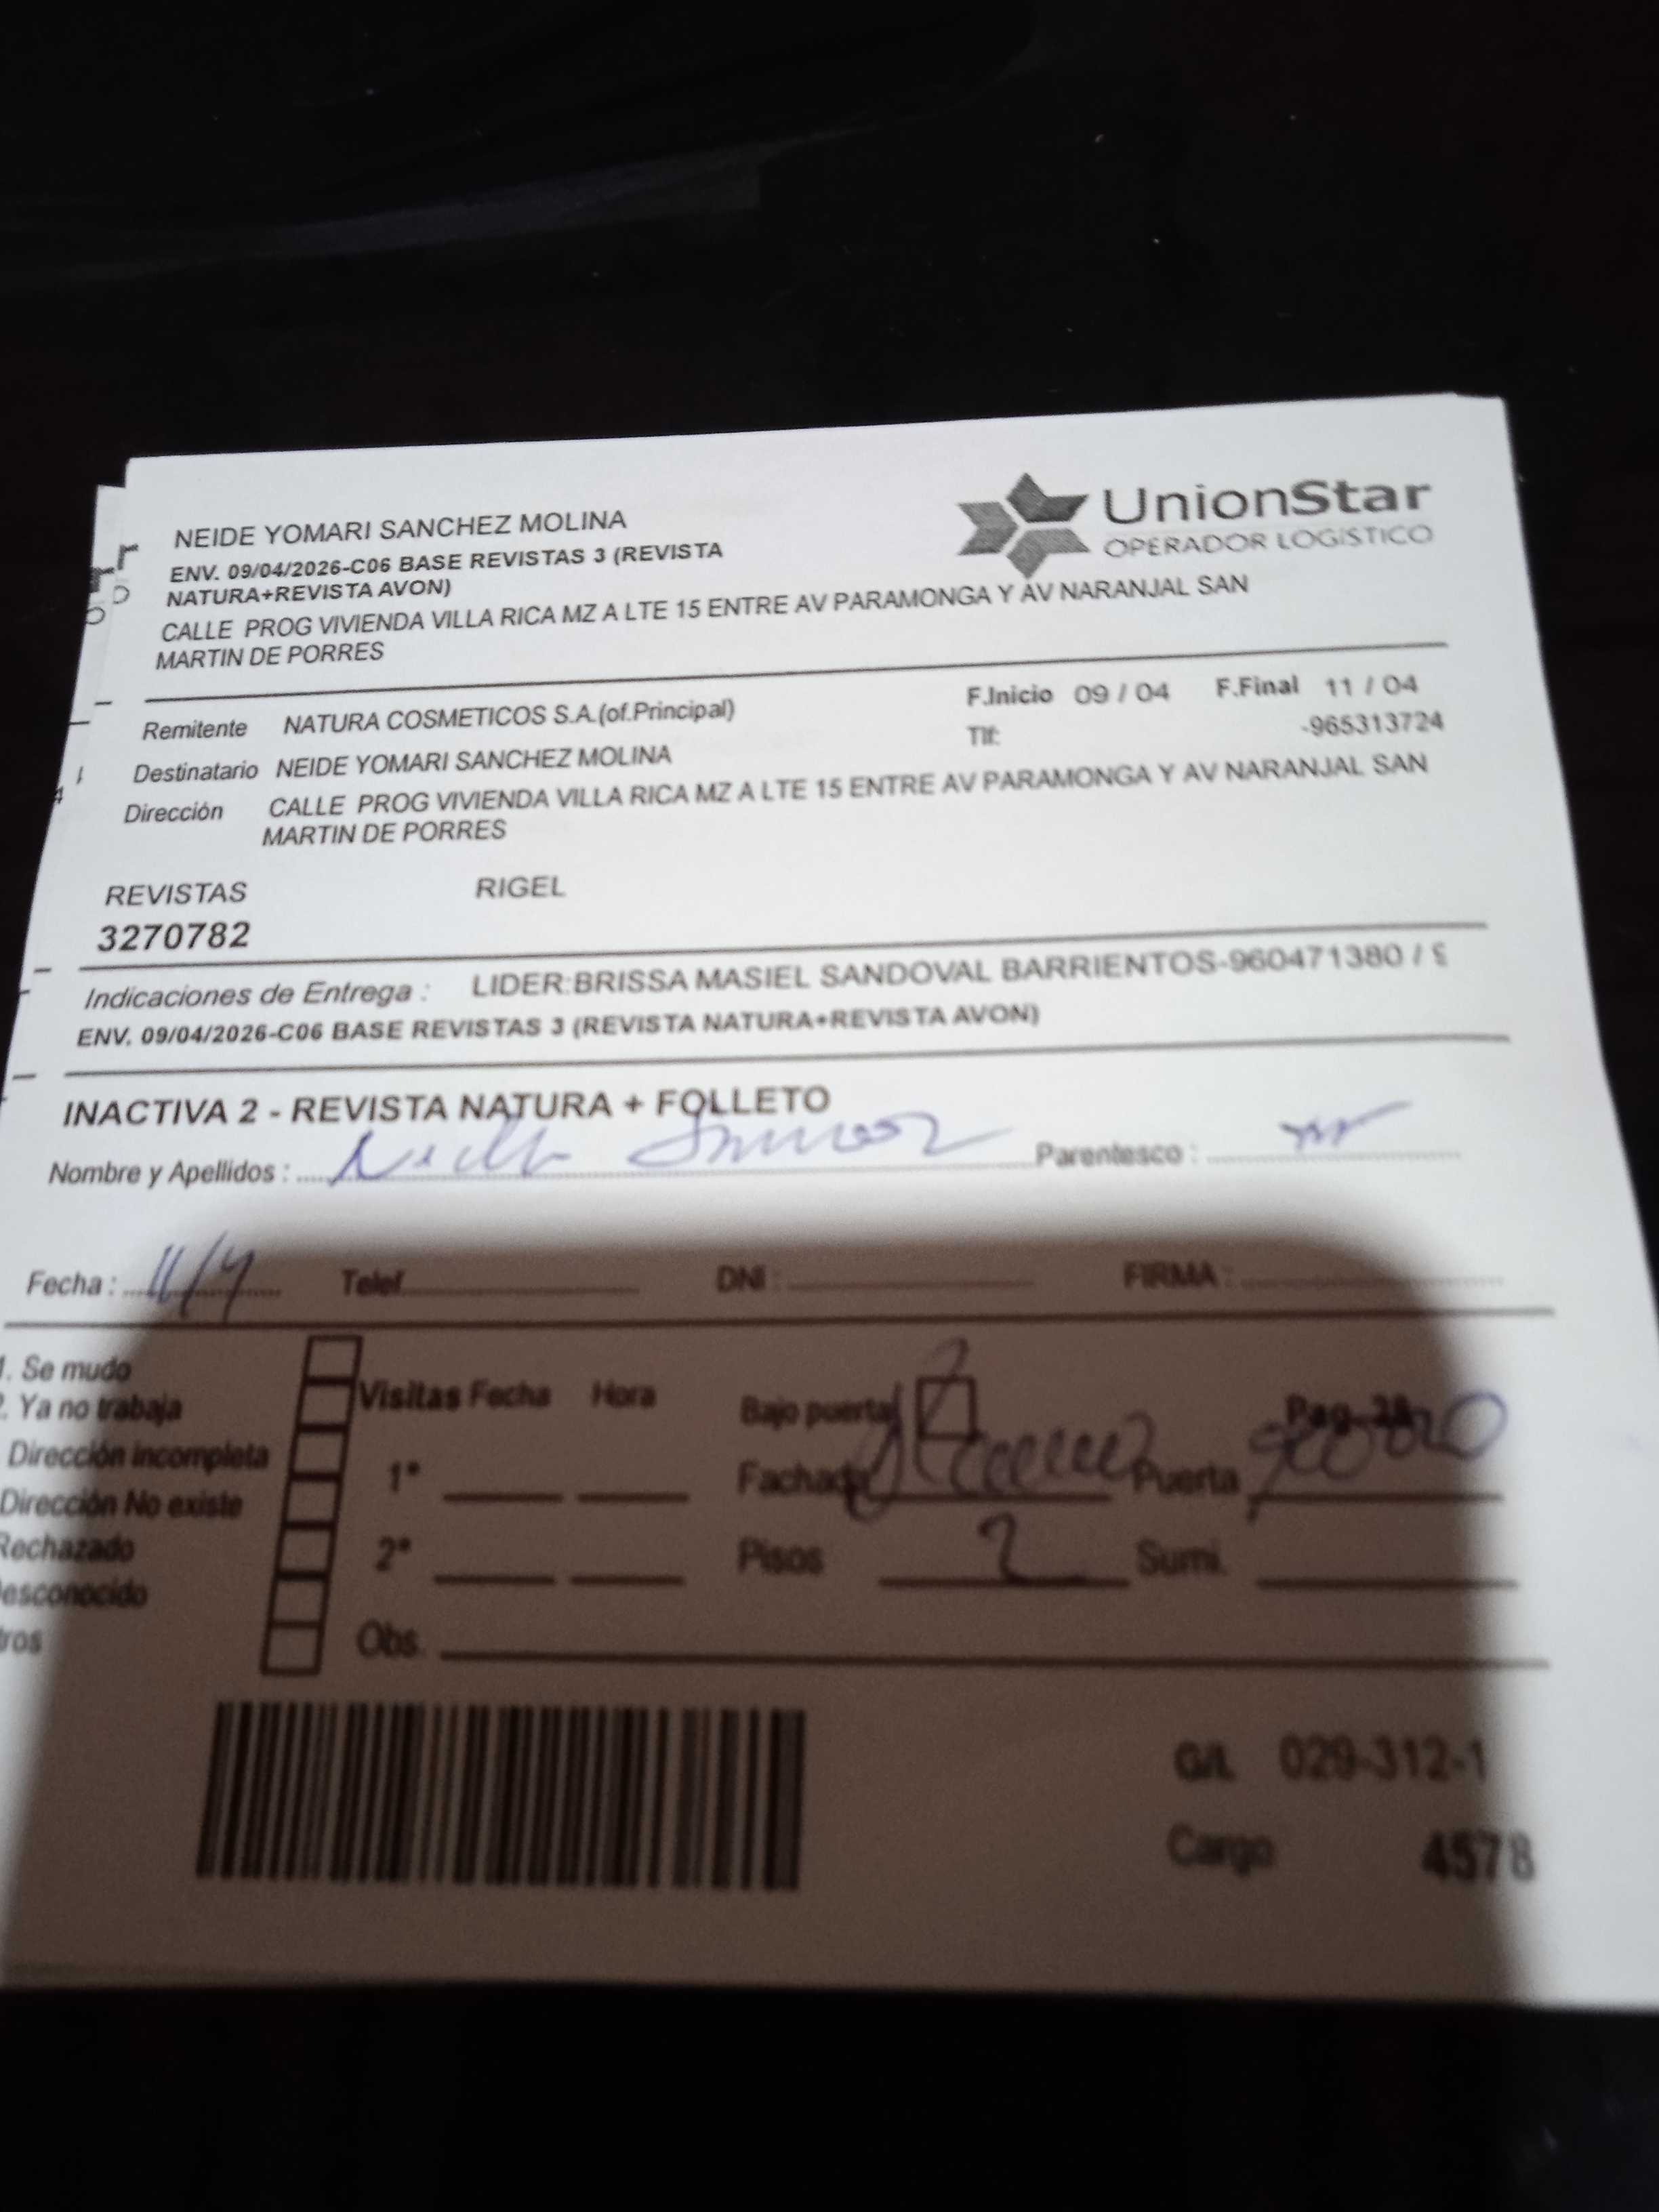 NEIDE YOMARI SANCHEZ MOLINA
UnionStar
OPERADOR LOGÍSTICO
ENV. 09/04/2026-C06 BASE REVISTAS 3 (REVISTA
NATURA+REVISTA AVON)
CALLE PROG VIVIENDA VILLA RICA MZ A LTE 15 ENTRE AV PARAMONGA Y AV NARANJAL SAN
MARTIN DE PORRES
Remitente NATURA COSMETICOS S.A.(of.Principal) F.Inicio 09 / 04 F.Final 11 / 04
Tlf: -965313724
Destinatario NEIDE YOMARI SANCHEZ MOLINA
Dirección CALLE PROG VIVIENDA VILLA RICA MZ A LTE 15 ENTRE AV PARAMONGA Y AV NARANJAL SAN
MARTIN DE PORRES
REVISTAS RIGEL
3270782
Indicaciones de Entrega : LIDER:BRISSA MASIEL SANDOVAL BARRIENTOS-960471380 /
ENV. 09/04/2026-C06 BASE REVISTAS 3 (REVISTA NATURA+REVISTA AVON)
INACTIVA 2 - REVISTA NATURA + FOLLETO
Nombre y Apellidos : Parentesco :
Fecha : 11/4 Telef. DNI : FIRMA :
1. Se mudo
2. Ya no trabaja
Dirección incompleta
Dirección No existe
Rechazado
Desconocido
tros
Visitas Fecha Hora
1°
2°
Obs.
Bajo puerta Pag-
Fachada Puerta
Pisos 2 Sumi.
G/L 029-312-1
Cargo 4578